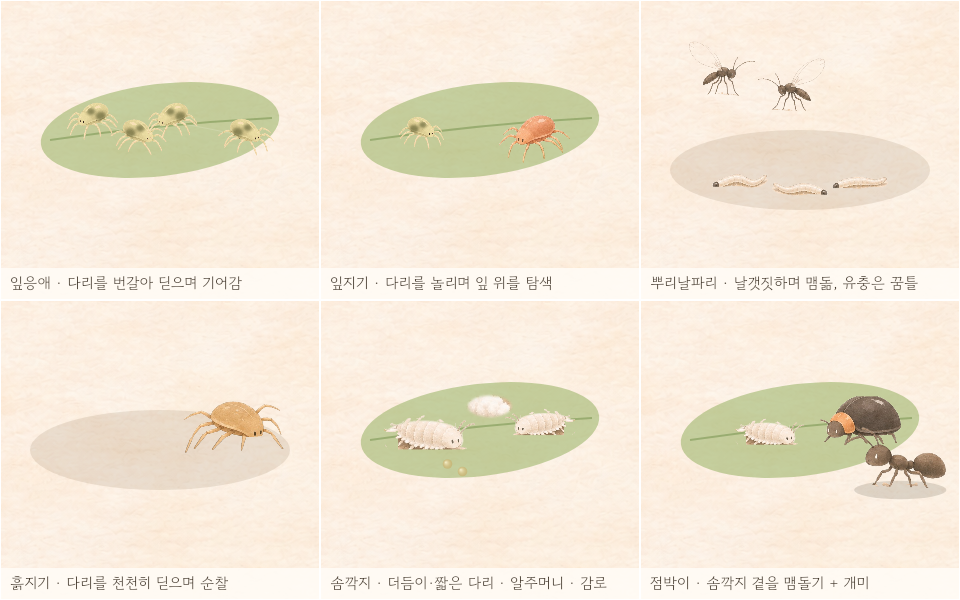 잎응애 · 다리를 번갈아 딛으며 기어감
잎지기 · 다리를 놀리며 잎 위를 탐색
뿌리날파리 · 날갯짓하며 맴돎, 유충은 꿈틀
흙지기 · 다리를 천천히 딛으며 순찰
솜깍지 · 더듬이·짧은 다리 · 알주머니 · 감로
점박이 · 솜깍지 곁을 맴돌기 + 개미